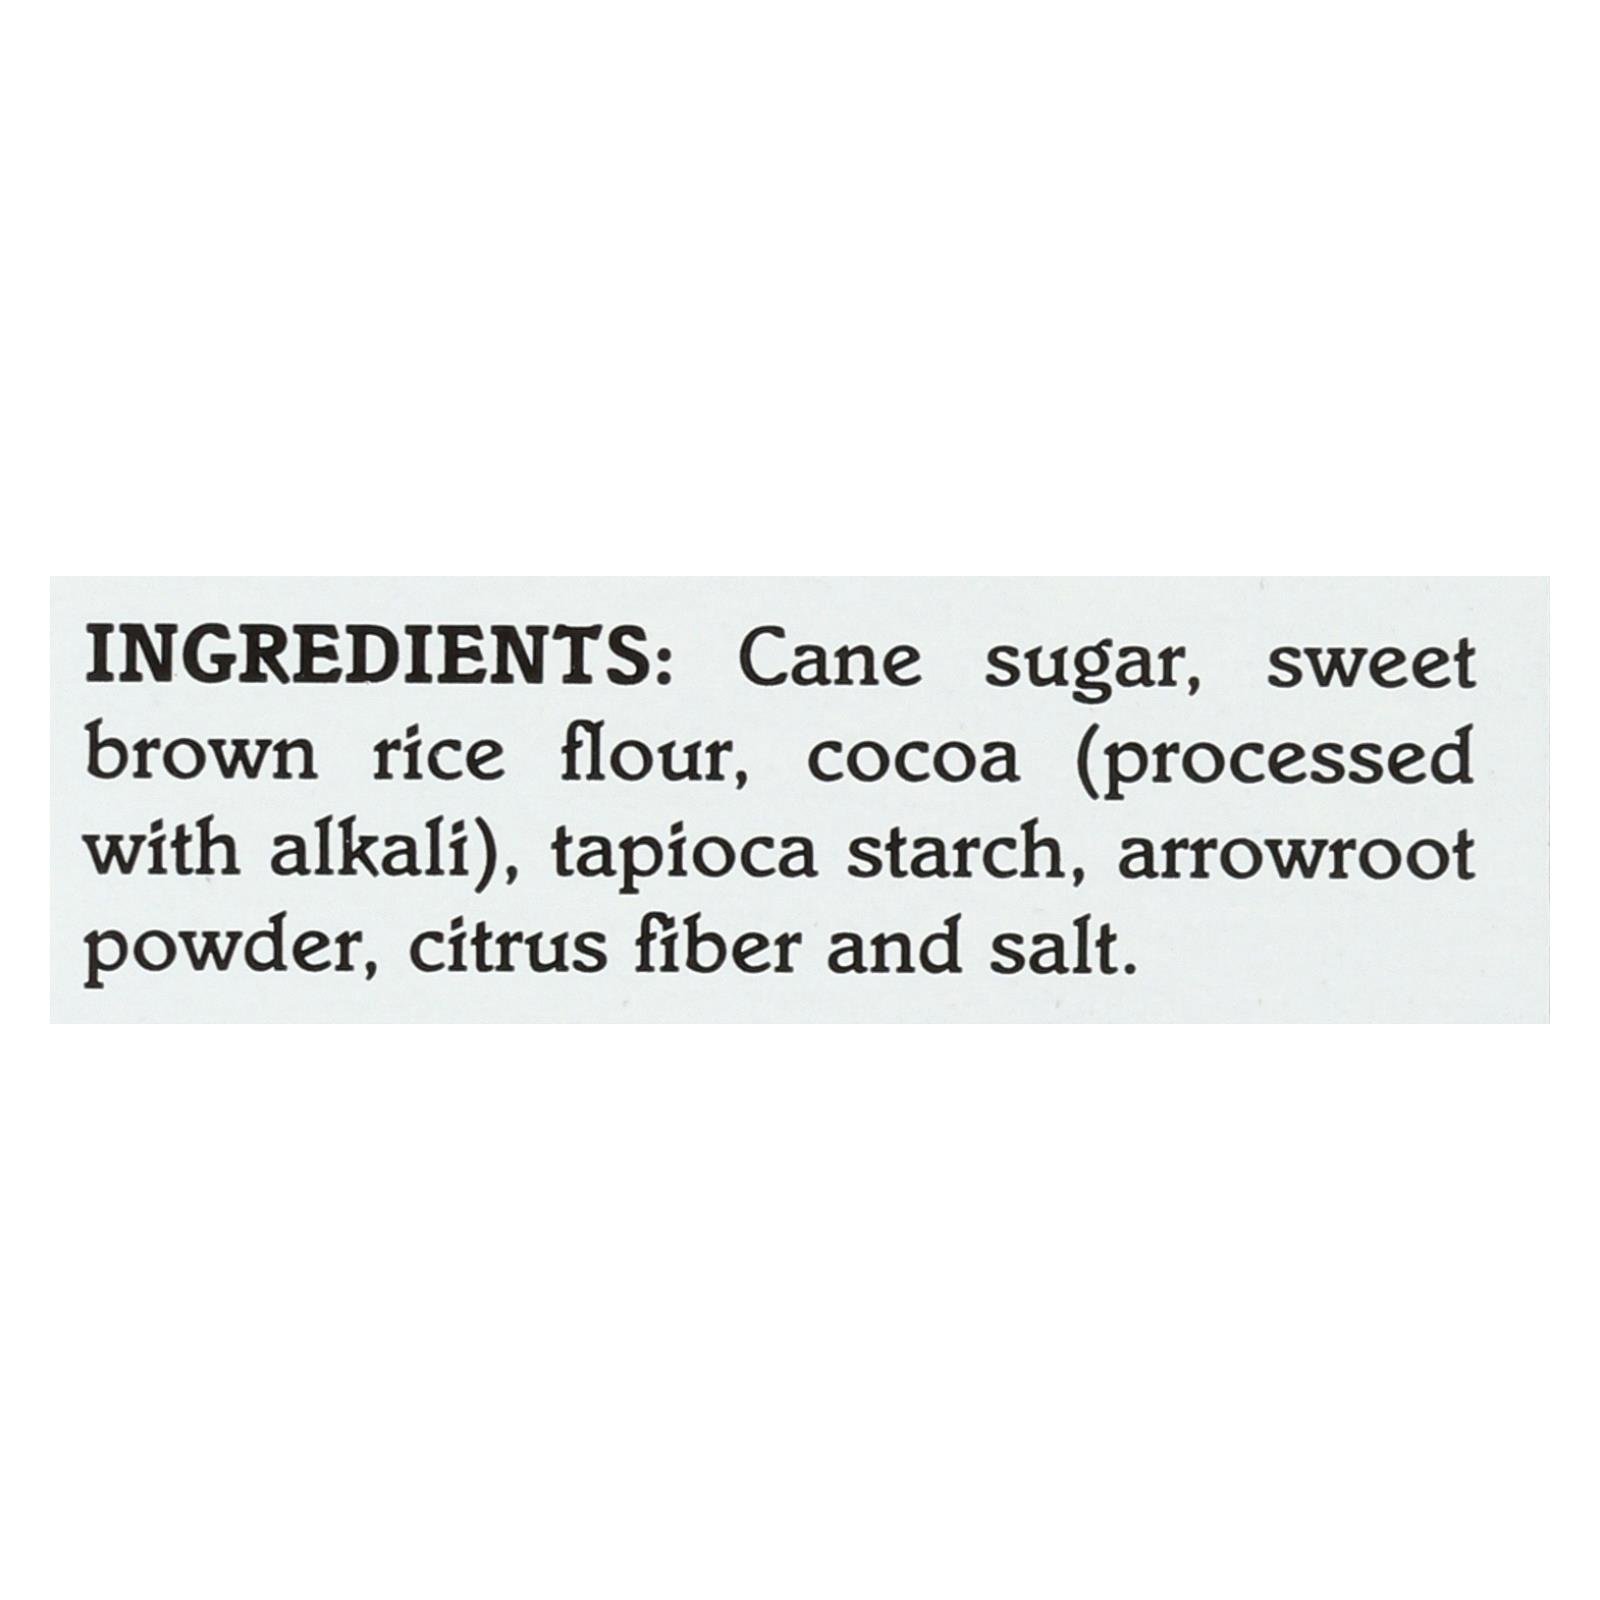 INGREDIENTS: Cane sugar, sweet
brown rice flour, cocoa (processed
with alkali), tapioca starch, arrowroot
powder, citrus fiber and salt.